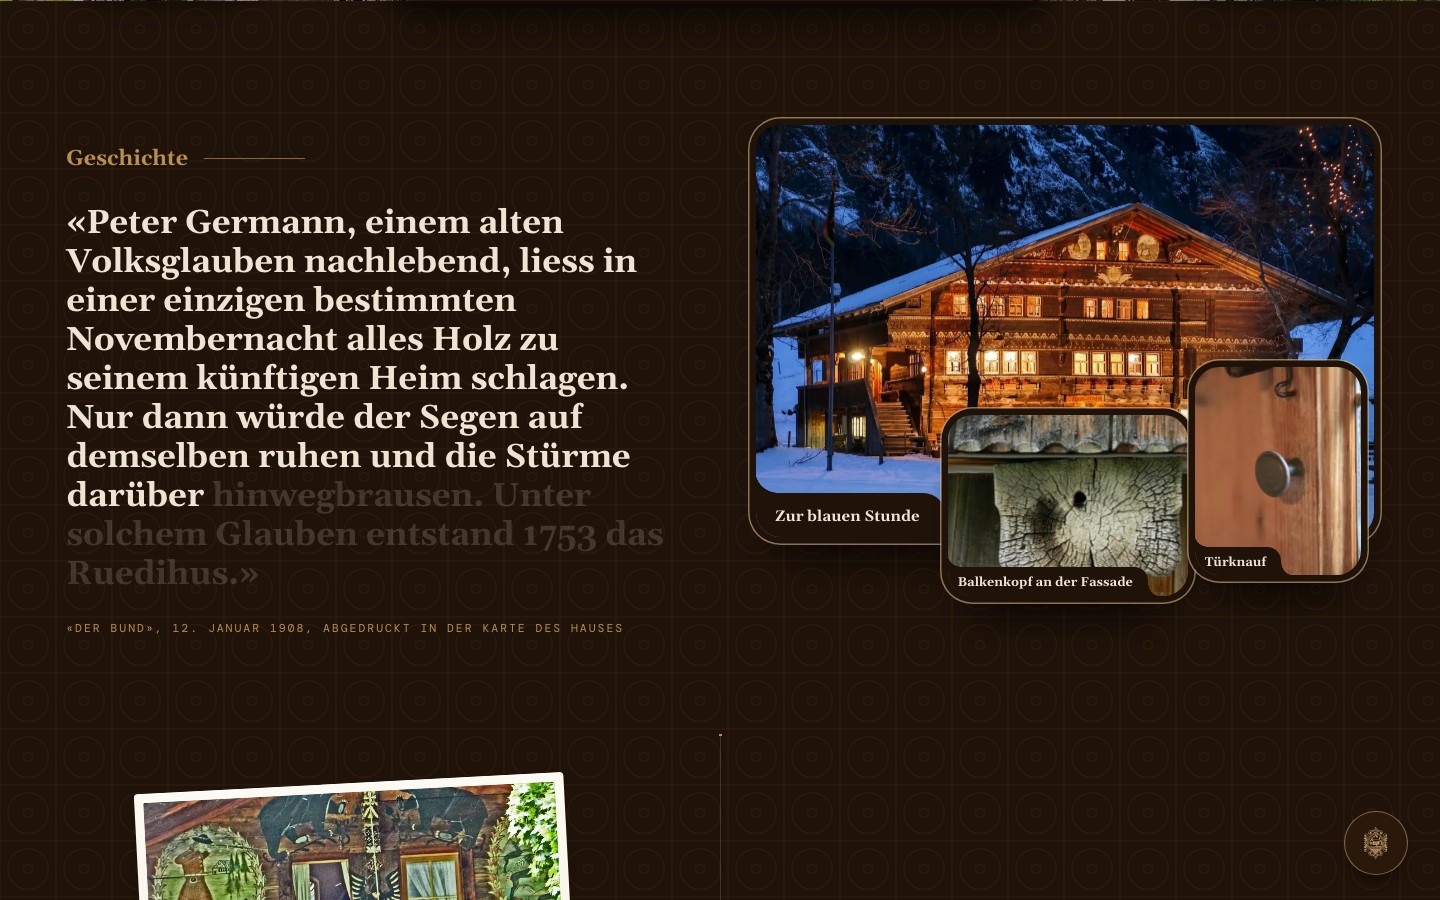 Geschichte
«Peter Germann, einem alten
Volksglauben nachlebend, liess in
einer einzigen bestimmten
Novembernacht alles Holz zu
seinem künftigen Heim schlagen.
Nur dann würde der Segen auf
demselben ruhen und die Stürme
darüber hinwegbrausen. Unter
solchem Glauben entstand 1753 das
Ruedihus.»
«DER BUND», 12. JANUAR 1908, ABGEDRUCKT IN DER KARTE DES HAUSES
Zur blauen Stunde
Balkenkopf an der Fassade
Türknauf